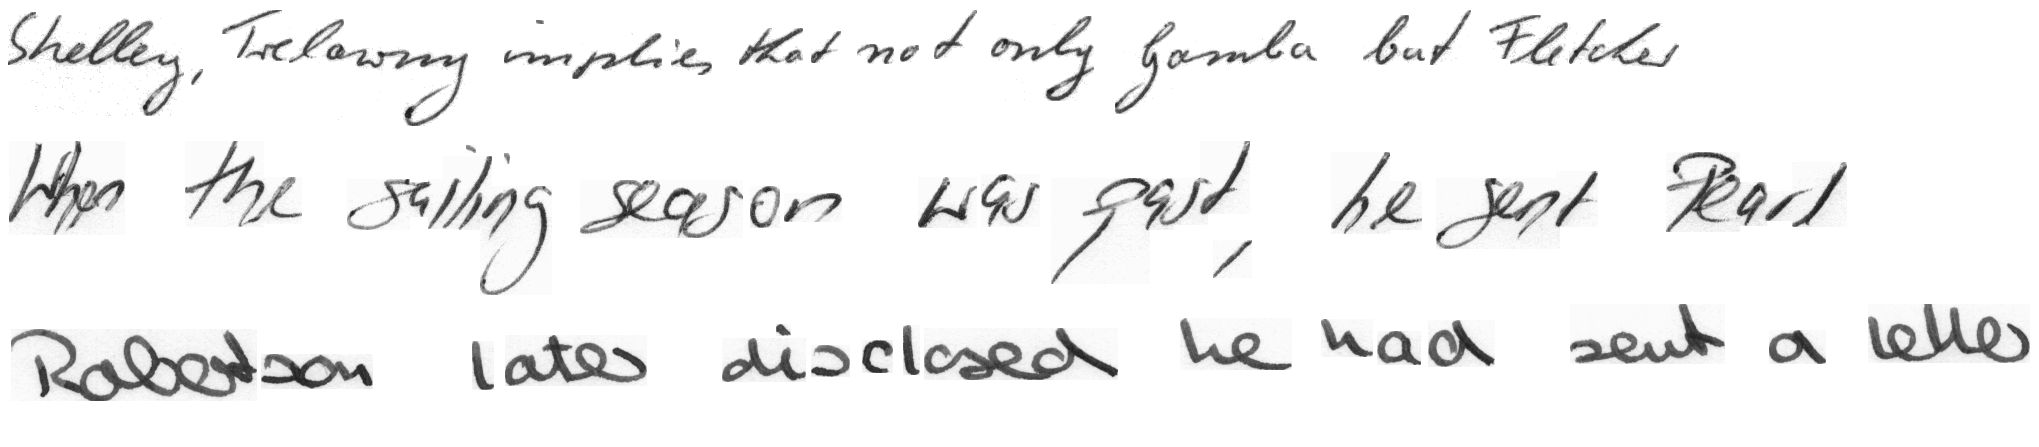 Shelley, Trelawny implies that not only Gamba but Fletcher
When the sailing season was past, he sent Pearl
Robertson later disclosed he had sent a letter